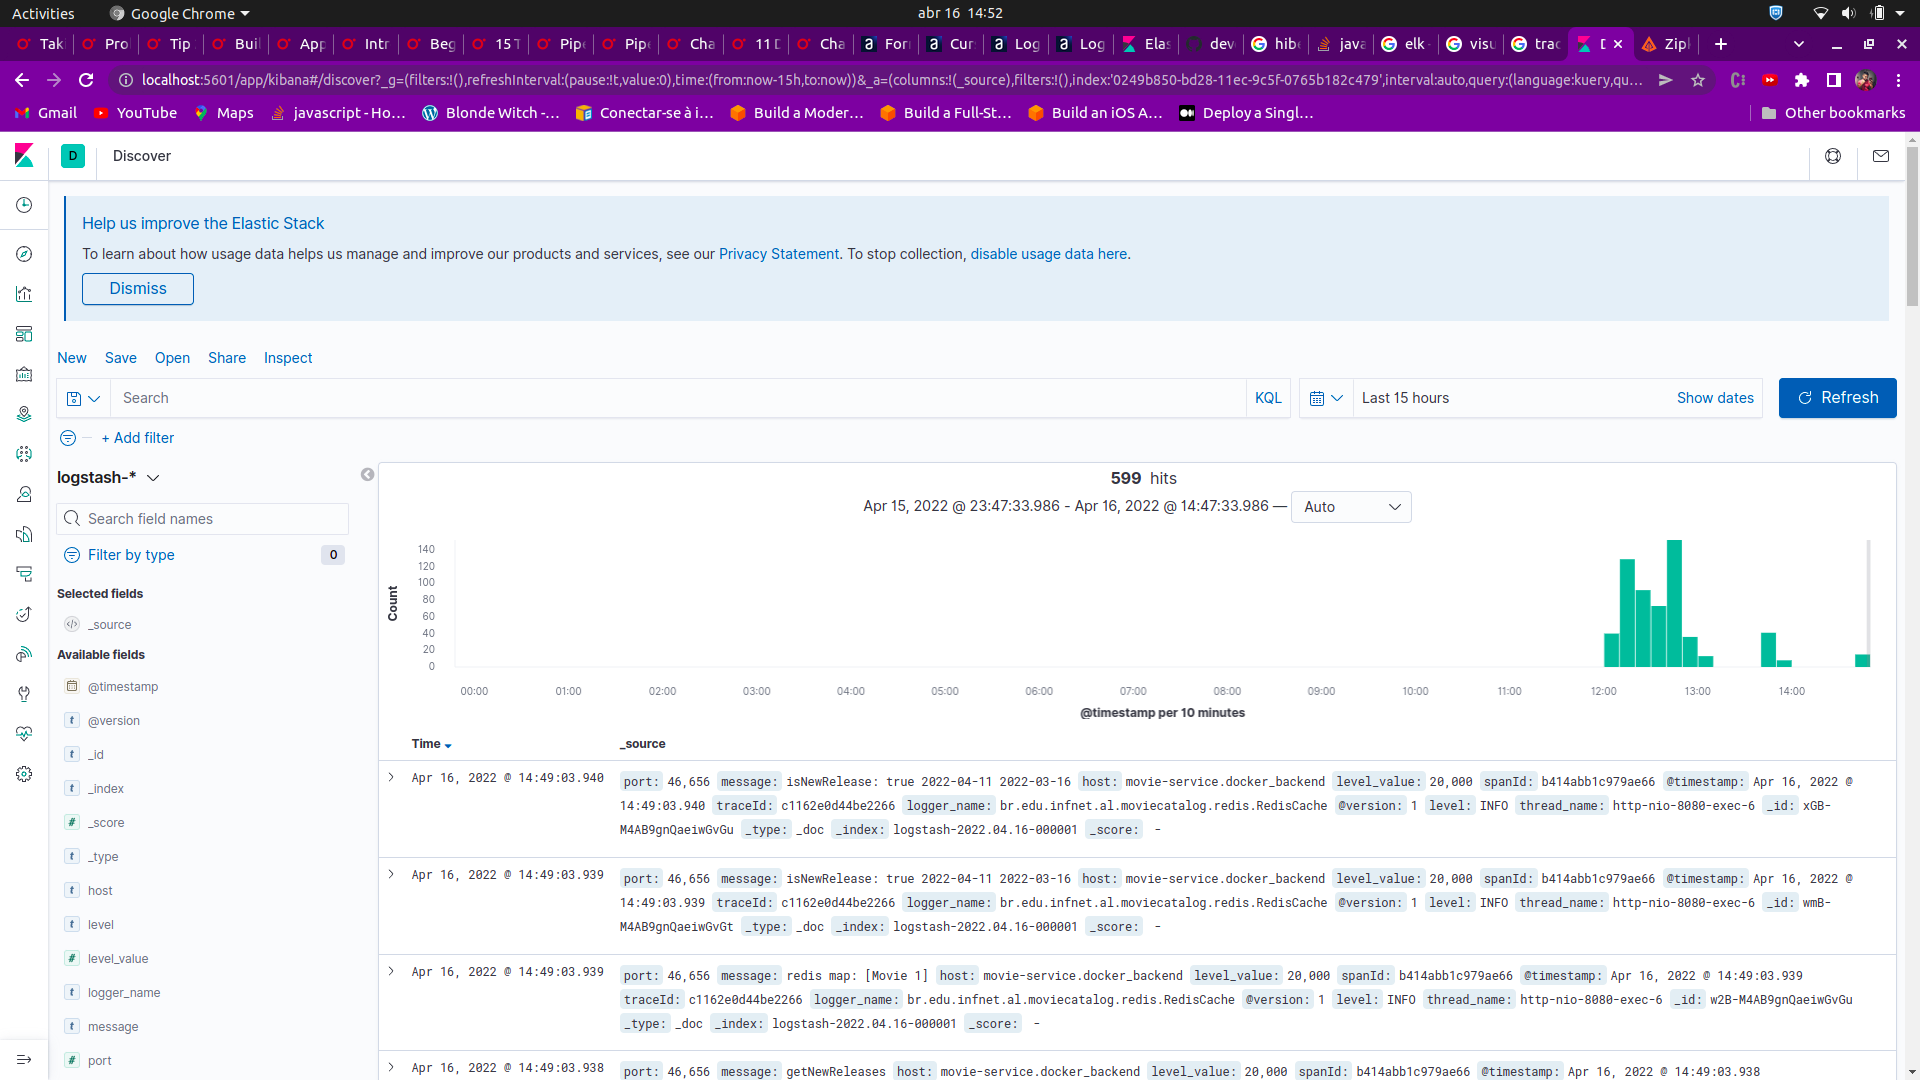 Activities Google Chrome abr 16 14:52
Tak Pro Tip Buil App Intr Beg 15 T Pipe Pipe Cha 11 D Cha For Cur Log Log Elas dev hibe java elk visu trac D Zipl
localhost:5601/app/kibana#/discover?_g=(filters:!(),refreshInterval:(pause:!t,value:0),time:(from:now-15h,to:now))&_a=(columns:!(_source),filters:!(),index:'0249b850-bd28-11ec-9c5f-0765b182c479',interval:auto,query:(language:kuery,qu...
Gmail YouTube Maps javascript - Ho... Blonde Witch -... Conectar-se à i... Build a Moder... Build a Full-St... Build an iOS A... Deploy a Singl... Other bookmarks
D Discover
Help us improve the Elastic Stack
To learn about how usage data helps us manage and improve our products and services, see our Privacy Statement. To stop collection, disable usage data here.
Dismiss
New Save Open Share Inspect
Search KQL Last 15 hours Show dates Refresh
+ Add filter
logstash-*
Search field names
Filter by type 0
Selected fields
_source
Available fields
@timestamp
@version
_id
_index
_score
_type
host
level
level_value
logger_name
message
port
599 hits
Apr 15, 2022 @ 23:47:33.986 - Apr 16, 2022 @ 14:47:33.986 — Auto
Count
140
120
100
80
60
40
20
0
00:00 01:00 02:00 03:00 04:00 05:00 06:00 07:00 08:00 09:00 10:00 11:00 12:00 13:00 14:00
@timestamp per 10 minutes
Time _source
Apr 16, 2022 @ 14:49:03.940 port: 46,656 message: isNewRelease: true 2022-04-11 2022-03-16 host: movie-service.docker_backend level_value: 20,000 spanId: b414abb1c979ae66 @timestamp: Apr 16, 2022 @
14:49:03.940 traceId: c1162e0d44be2266 logger_name: br.edu.infnet.al.moviecatalog.redis.RedisCache @version: 1 level: INFO thread_name: http-nio-8080-exec-6 _id: xGB-
M4AB9gnQaeiwGvGu _type: _doc _index: logstash-2022.04.16-000001 _score: -
Apr 16, 2022 @ 14:49:03.939 port: 46,656 message: isNewRelease: true 2022-04-11 2022-03-16 host: movie-service.docker_backend level_value: 20,000 spanId: b414abb1c979ae66 @timestamp: Apr 16, 2022 @
14:49:03.939 traceId: c1162e0d44be2266 logger_name: br.edu.infnet.al.moviecatalog.redis.RedisCache @version: 1 level: INFO thread_name: http-nio-8080-exec-6 _id: wmB-
M4AB9gnQaeiwGvGt _type: _doc _index: logstash-2022.04.16-000001 _score: -
Apr 16, 2022 @ 14:49:03.939 port: 46,656 message: redis map: [Movie 1] host: movie-service.docker_backend level_value: 20,000 spanId: b414abb1c979ae66 @timestamp: Apr 16, 2022 @ 14:49:03.939
traceId: c1162e0d44be2266 logger_name: br.edu.infnet.al.moviecatalog.redis.RedisCache @version: 1 level: INFO thread_name: http-nio-8080-exec-6 _id: w2B-M4AB9gnQaeiwGvGu
_type: _doc _index: logstash-2022.04.16-000001 _score: -
Apr 16, 2022 @ 14:49:03.938 port: 46,656 message: getNewReleases host: movie-service.docker_backend level_value: 20,000 spanId: b414abb1c979ae66 @timestamp: Apr 16, 2022 @ 14:49:03.938